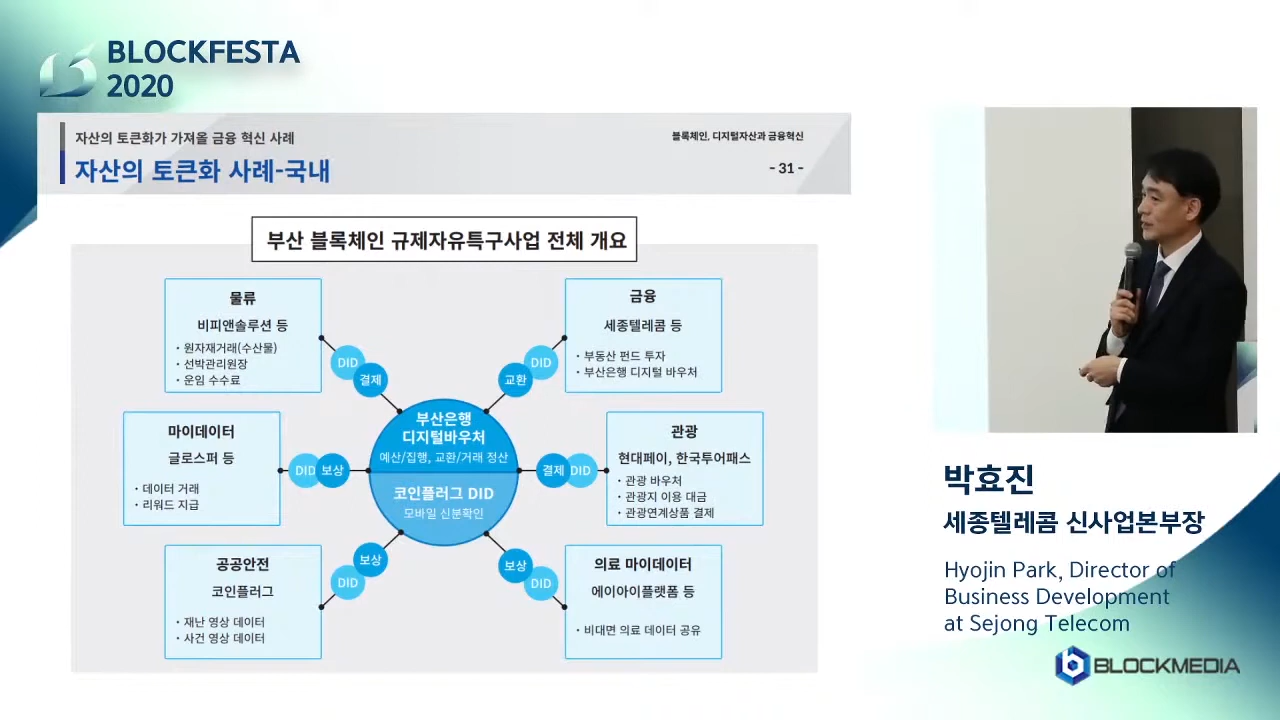 BLOCKFESTA
2020
자산의 토큰화가 가져올 금융 혁신 사례
블록체인, 디지털자산과 금융혁신
자산의 토큰화 사례-국내
- 31 -
부산 블록체인 규제자유특구사업 전체 개요
물류
비피앤솔루션 등
· 원자재거래(수산물)
· 선박관리원장
· 운임 수수료
DID
결제
금융
세종텔레콤 등
· 부동산 펀드 투자
· 부산은행 디지털 바우처
DID
교환
마이데이터
글로스퍼 등
· 데이터 거래
· 리워드 지급
DID
보상
부산은행
디지털바우처
예산/집행, 교환/거래 정산
코인플러그 DID
모바일 신분확인
결제
DID
관광
현대페이, 한국투어패스
· 관광 바우처
· 관광지 이용 대금
· 관광연계상품 결제
공공안전
코인플러그
· 재난 영상 데이터
· 사건 영상 데이터
보상
DID
보상
DID
의료 마이데이터
에이아이플랫폼 등
· 비대면 의료 데이터 공유
박효진
세종텔레콤 신사업본부장
Hyojin Park, Director of
Business Development
at Sejong Telecom
BLOCKMEDIA